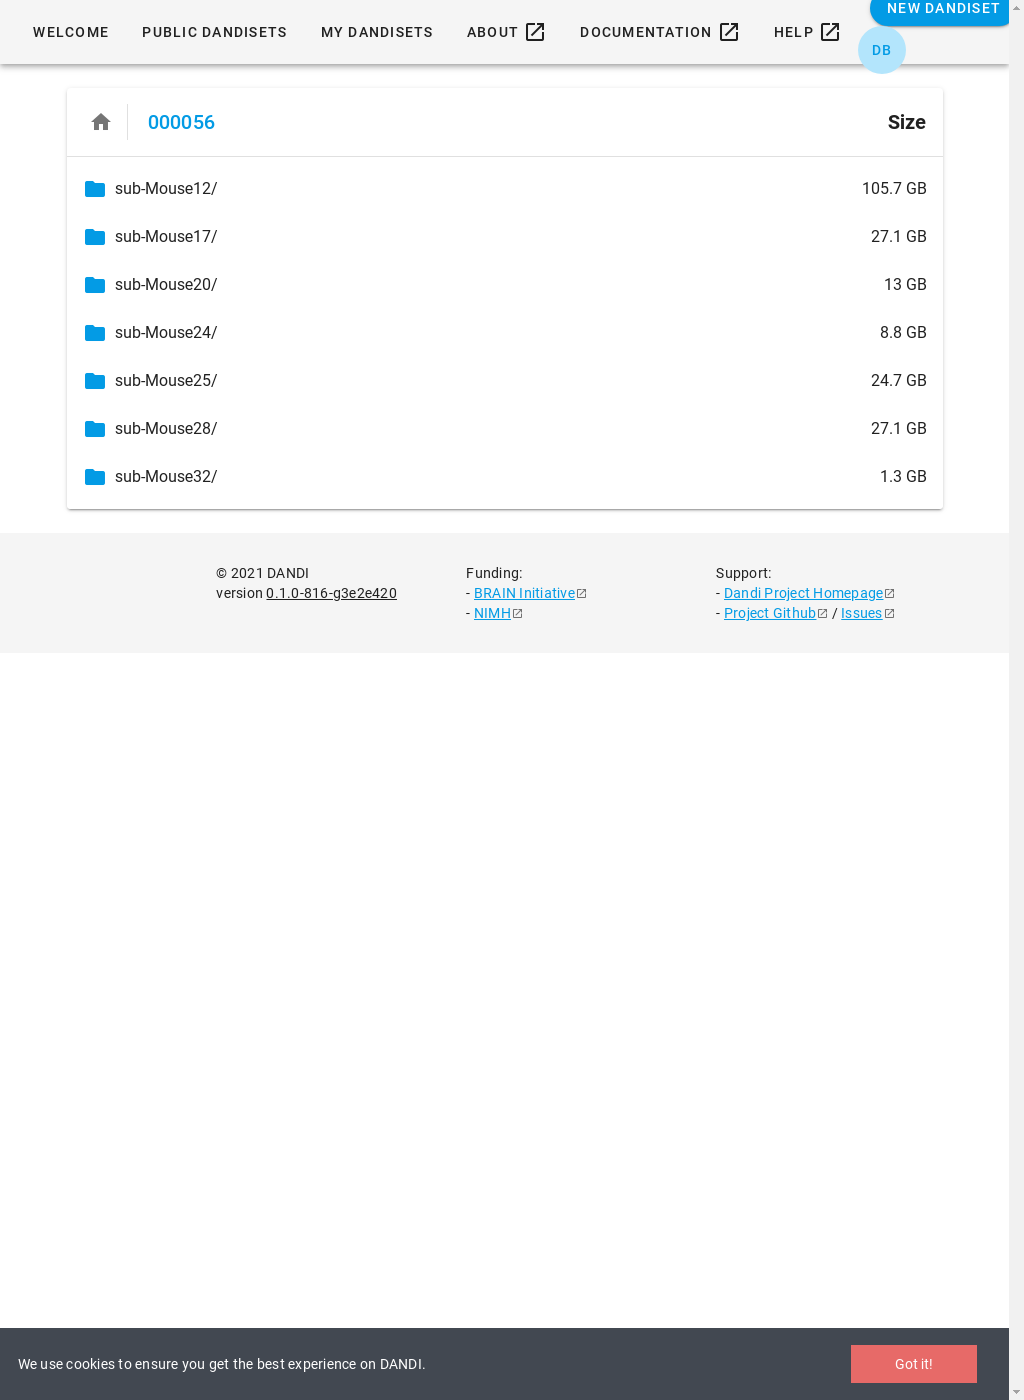 NEW DANDISET
WELCOME PUBLIC DANDISETS MY DANDISETS ABOUT DOCUMENTATION HELP
DB
000056 Size
sub-Mouse12/ 105.7 GB
sub-Mouse17/ 27.1 GB
sub-Mouse20/ 13 GB
sub-Mouse24/ 8.8 GB
sub-Mouse25/ 24.7 GB
sub-Mouse28/ 27.1 GB
sub-Mouse32/ 1.3 GB
© 2021 DANDI
version 0.1.0-816-g3e2e420
Funding:
- BRAIN Initiative
- NIMH
Support:
- Dandi Project Homepage
- Project Github / Issues
We use cookies to ensure you get the best experience on DANDI.
Got it!